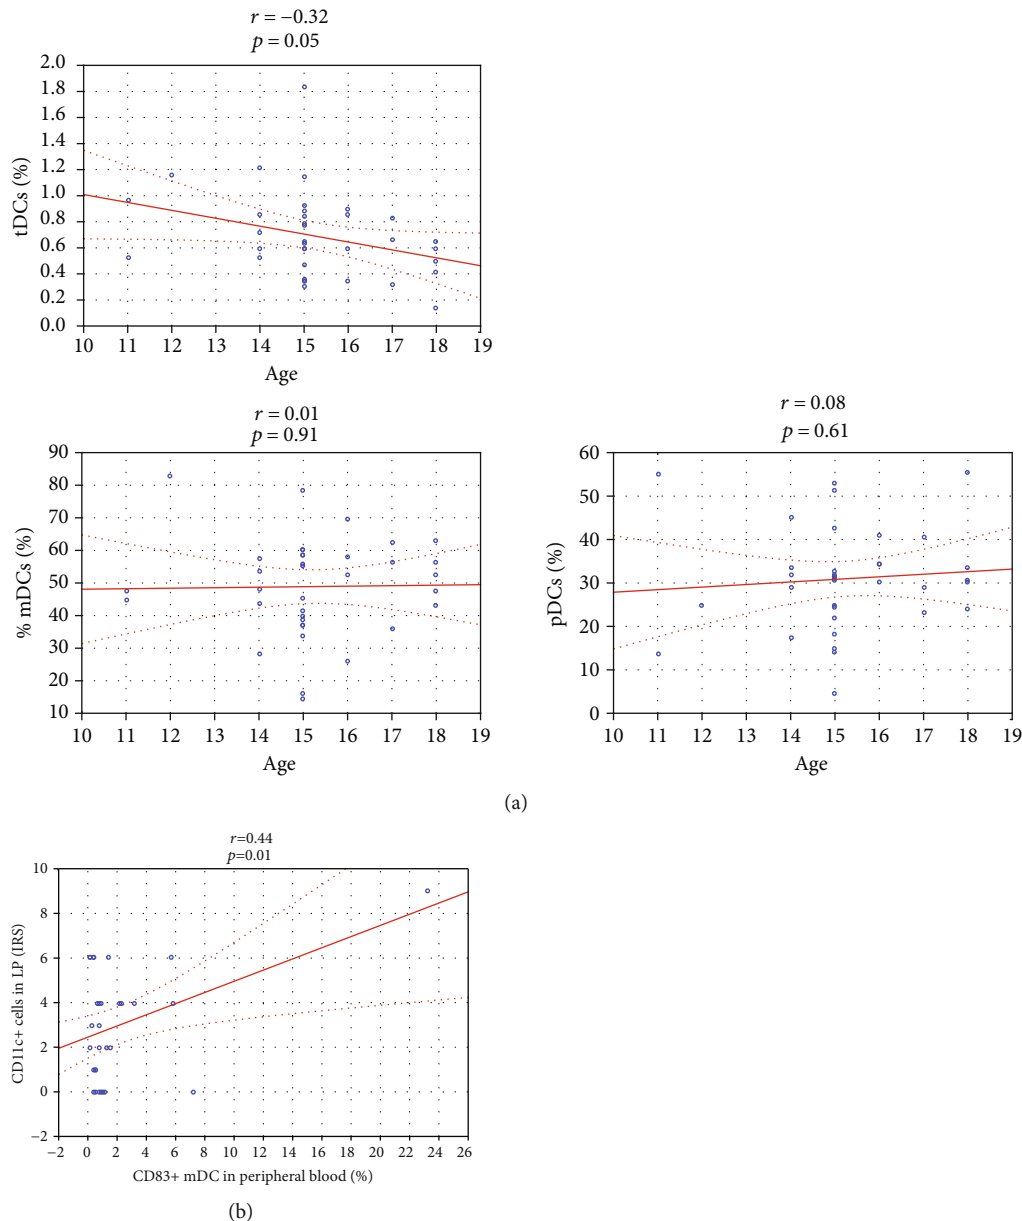 r = −0.32
p = 0.05
2.0
1.8
1.6
1.4
1.2
1.0
0.8
0.6
0.4
0.2
0.0
tDCs (%)
10 11 12 13 14 15 16 17 18 19
Age
r = 0.01
p = 0.91
90
80
70
60
50
40
30
20
10
% mDCs (%)
10 11 12 13 14 15 16 17 18 19
Age
r = 0.08
p = 0.61
60
50
40
30
20
10
0
pDCs (%)
10 11 12 13 14 15 16 17 18 19
Age
(a)
r=0.44
p=0.01
10
8
6
4
2
0
−2
CD11c+ cells in LP (IRS)
−2 0 2 4 6 8 10 12 14 16 18 20 22 24 26
CD83+ mDC in peripheral blood (%)
(b)